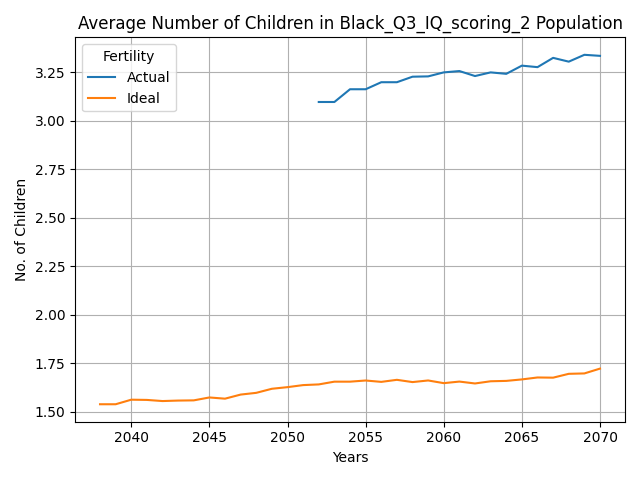 Average Number of Children in Black_Q3_IQ_scoring_2 Population
Fertility
Actual
Ideal
No. of Children
3.25
3.00
2.75
2.50
2.25
2.00
1.75
1.50
2040 2045 2050 2055 2060 2065 2070
Years